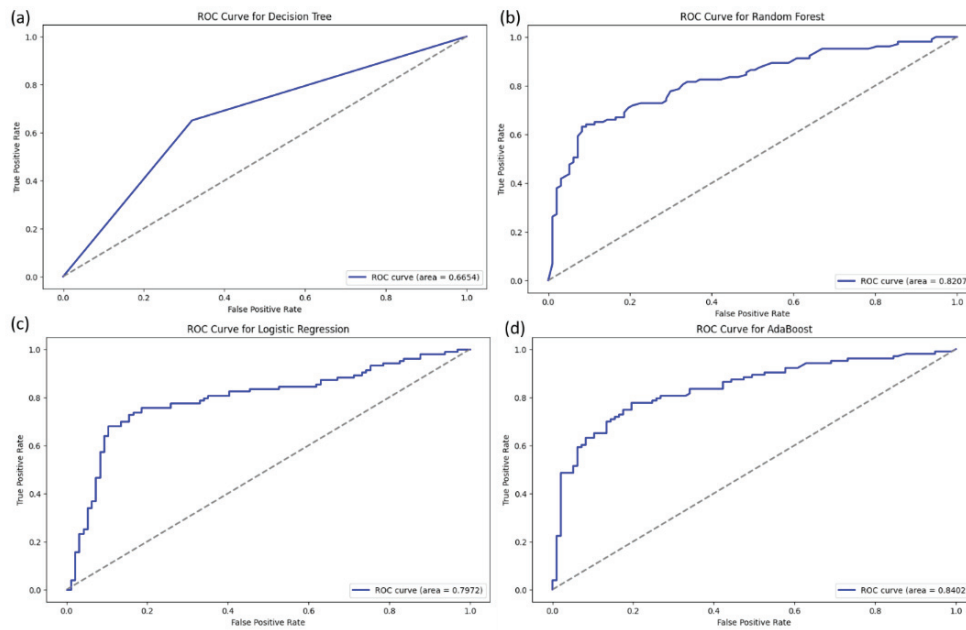 (a)
ROC Curve for Decision Tree
1.0
0.8
0.6
0.4
0.2
0.0
True Positive Rate
ROC curve (area = 0.6654)
0.0 0.2 0.4 0.6 0.8 1.0
False Positive Rate
(b)
ROC Curve for Random Forest
1.0
0.8
0.6
0.4
0.2
0.0
True Positive Rate
ROC curve (area = 0.8207
0.0 0.2 0.4 0.6 0.8 1.0
False Positive Rate
(c)
ROC Curve for Logistic Regression
1.0
0.8
0.6
0.4
0.2
0.0
True Positive Rate
ROC curve (area = 0.7972)
0.0 0.2 0.4 0.6 0.8 1.0
False Positive Rate
(d)
ROC Curve for AdaBoost
1.0
0.8
0.6
0.4
0.2
0.0
True Positive Rate
ROC curve (area = 0.8402
0.0 0.2 0.4 0.6 0.8 1.0
False Positive Rate